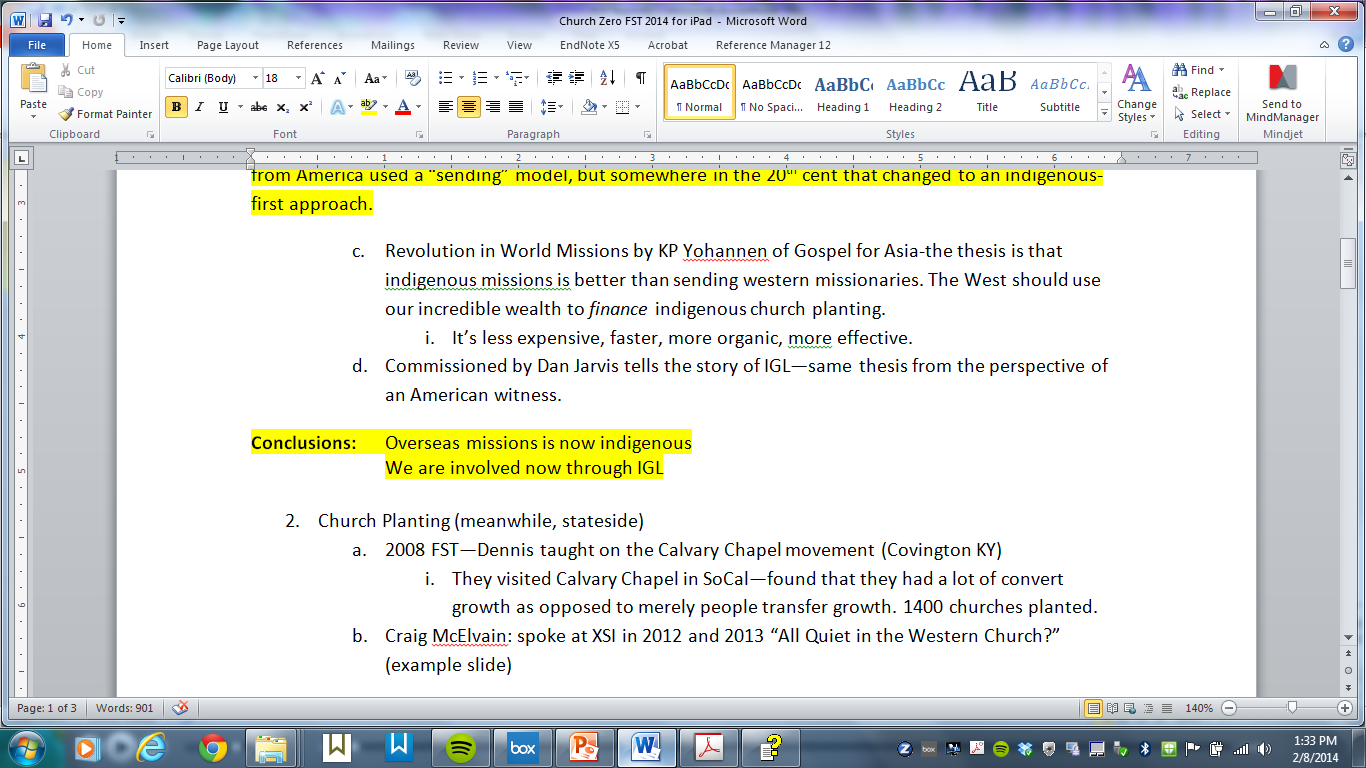 Church Zero FST 2014 for iPad - Microsoft Word
File Home Insert Page Layout References Mailings Review View EndNote X5 Acrobat Reference Manager 12
Paste
Cut
Copy
Format Painter
Clipboard
Calibri (Body) 18
Font
Paragraph
AaBbCcDc AaBbCcDc AaBbC AaBbCc AaB AaBbCc.
¶ Normal ¶ No Spaci... Heading 1 Heading 2 Title Subtitle
Change Styles
Styles
Find
Replace
Select
Editing
Send to MindManager
Mindjet
from America used a "sending" model, but somewhere in the 20th cent that changed to an indigenous-
first approach.
c. Revolution in World Missions by KP Yohannen of Gospel for Asia-the thesis is that
indigenous missions is better than sending western missionaries. The West should use
our incredible wealth to finance indigenous church planting.
i. It’s less expensive, faster, more organic, more effective.
d. Commissioned by Dan Jarvis tells the story of IGL—same thesis from the perspective of
an American witness.
Conclusions: Overseas missions is now indigenous
We are involved now through IGL
2. Church Planting (meanwhile, stateside)
a. 2008 FST—Dennis taught on the Calvary Chapel movement (Covington KY)
i. They visited Calvary Chapel in SoCal—found that they had a lot of convert
growth as opposed to merely people transfer growth. 1400 churches planted.
b. Craig McElvain: spoke at XSI in 2012 and 2013 “All Quiet in the Western Church?”
(example slide)
Page: 1 of 3 Words: 901 140%
box
1:33 PM
2/8/2014